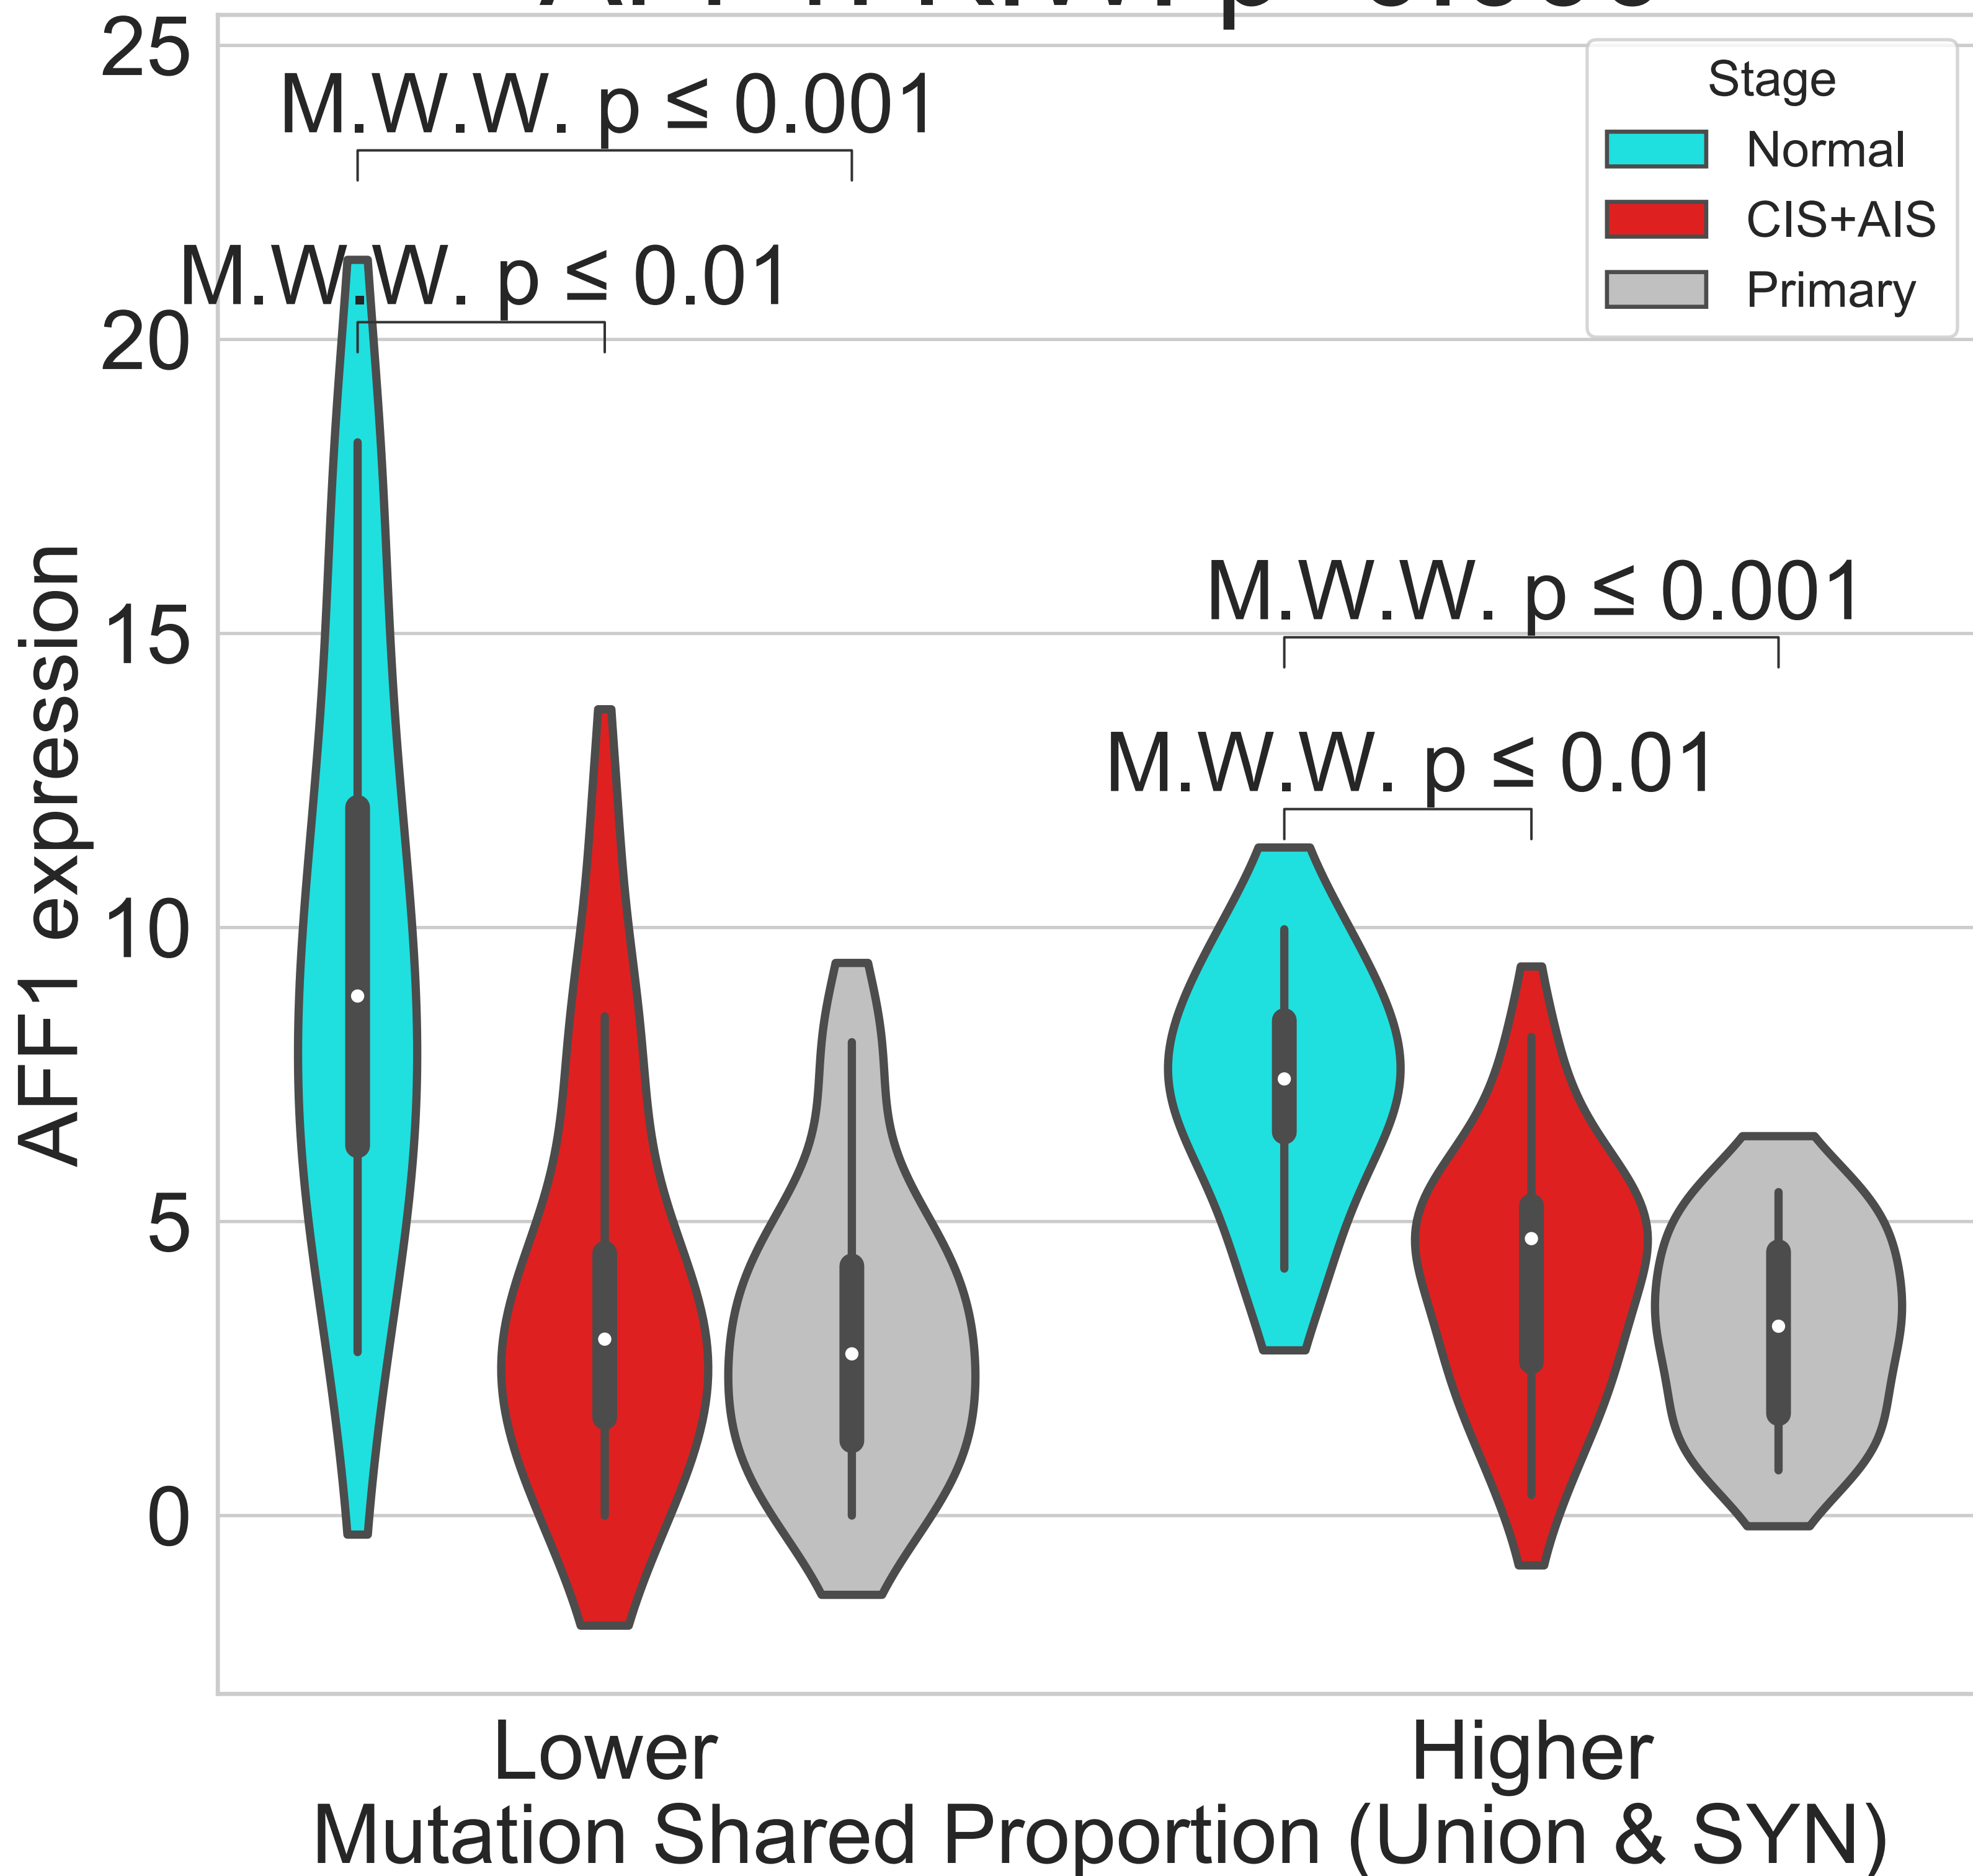 25
M.W.W. p ≤ 0.001
Stage
Normal
CIS+AIS
Primary
M.W.W. p ≤ 0.01
20
AFF1 expression
15
M.W.W. p ≤ 0.001
M.W.W. p ≤ 0.01
10
5
0
Lower
Higher
Mutation Shared Proportion (Union & SYN)